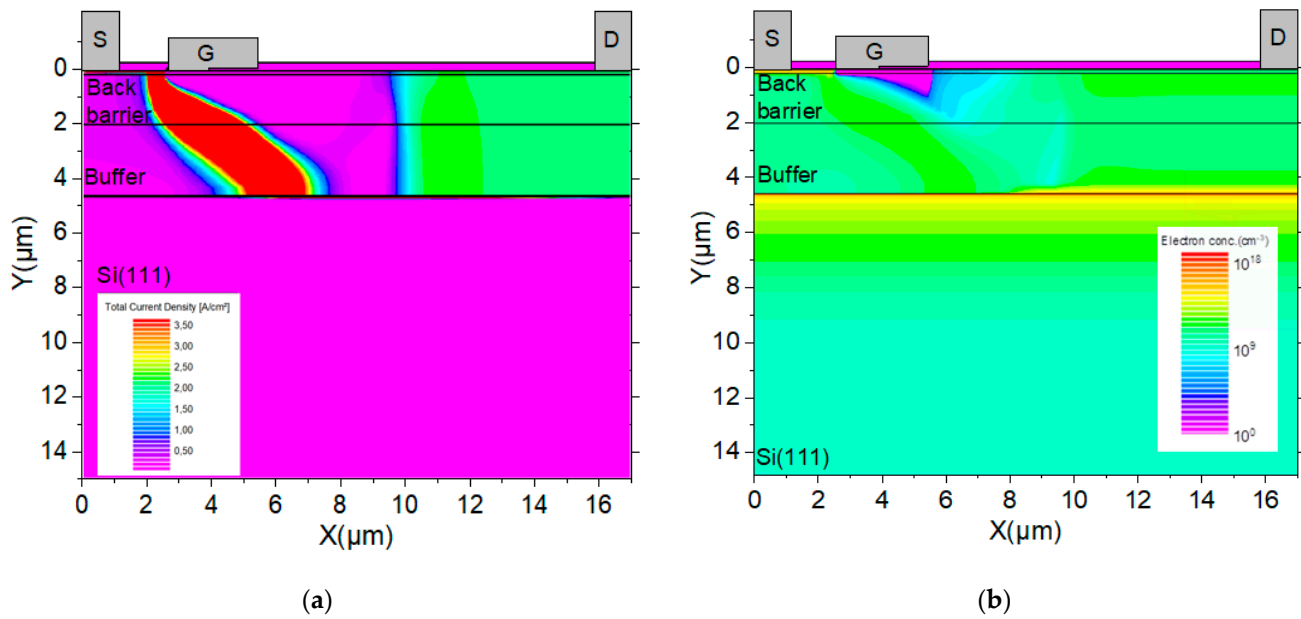 S
G
D
0
2
4
6
8
10
12
14
Y(µm)
Back
barrier
Buffer
Si(111)
Total Current Density [A/cm²]
3,50
3,00
2,50
2,00
1,50
1,00
0,50
0 2 4 6 8 10 12 14 16
X(µm)
(a)
S
G
D
0
2
4
6
8
10
12
14
Y(µm)
Back
barrier
Buffer
Electron conc.(cm⁻³)
10¹⁸
10⁹
10⁰
Si(111)
0 2 4 6 8 10 12 14 16
X(µm)
(b)